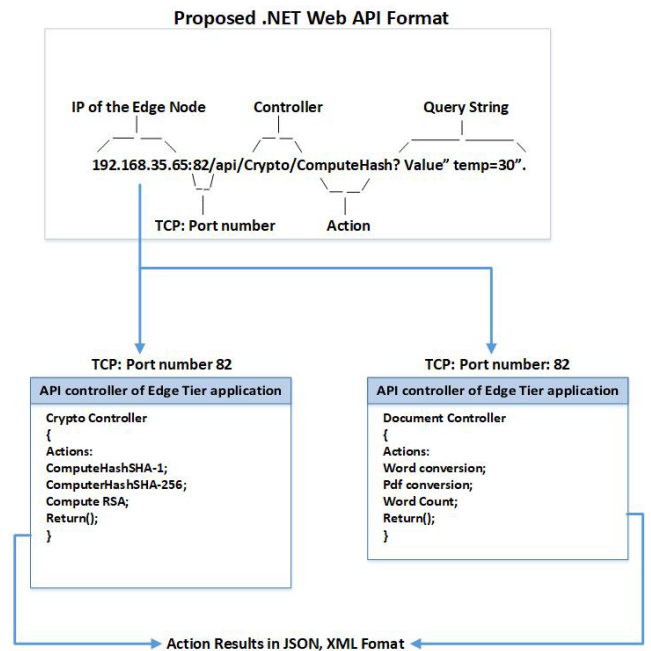 Proposed .NET Web API Format
IP of the Edge Node Controller Query String
192.168.35.65:82/api/Crypto/ComputeHash? Value” temp=30”.
TCP: Port number Action
TCP: Port number 82
API controller of Edge Tier application
Crypto Controller
{
Actions:
ComputeHashSHA-1;
ComputerHashSHA-256;
Compute RSA;
Return();
}
TCP: Port number: 82
API controller of Edge Tier application
Document Controller
{
Actions:
Word conversion;
Pdf conversion;
Word Count;
Return();
}
Action Results in JSON, XML Fomat